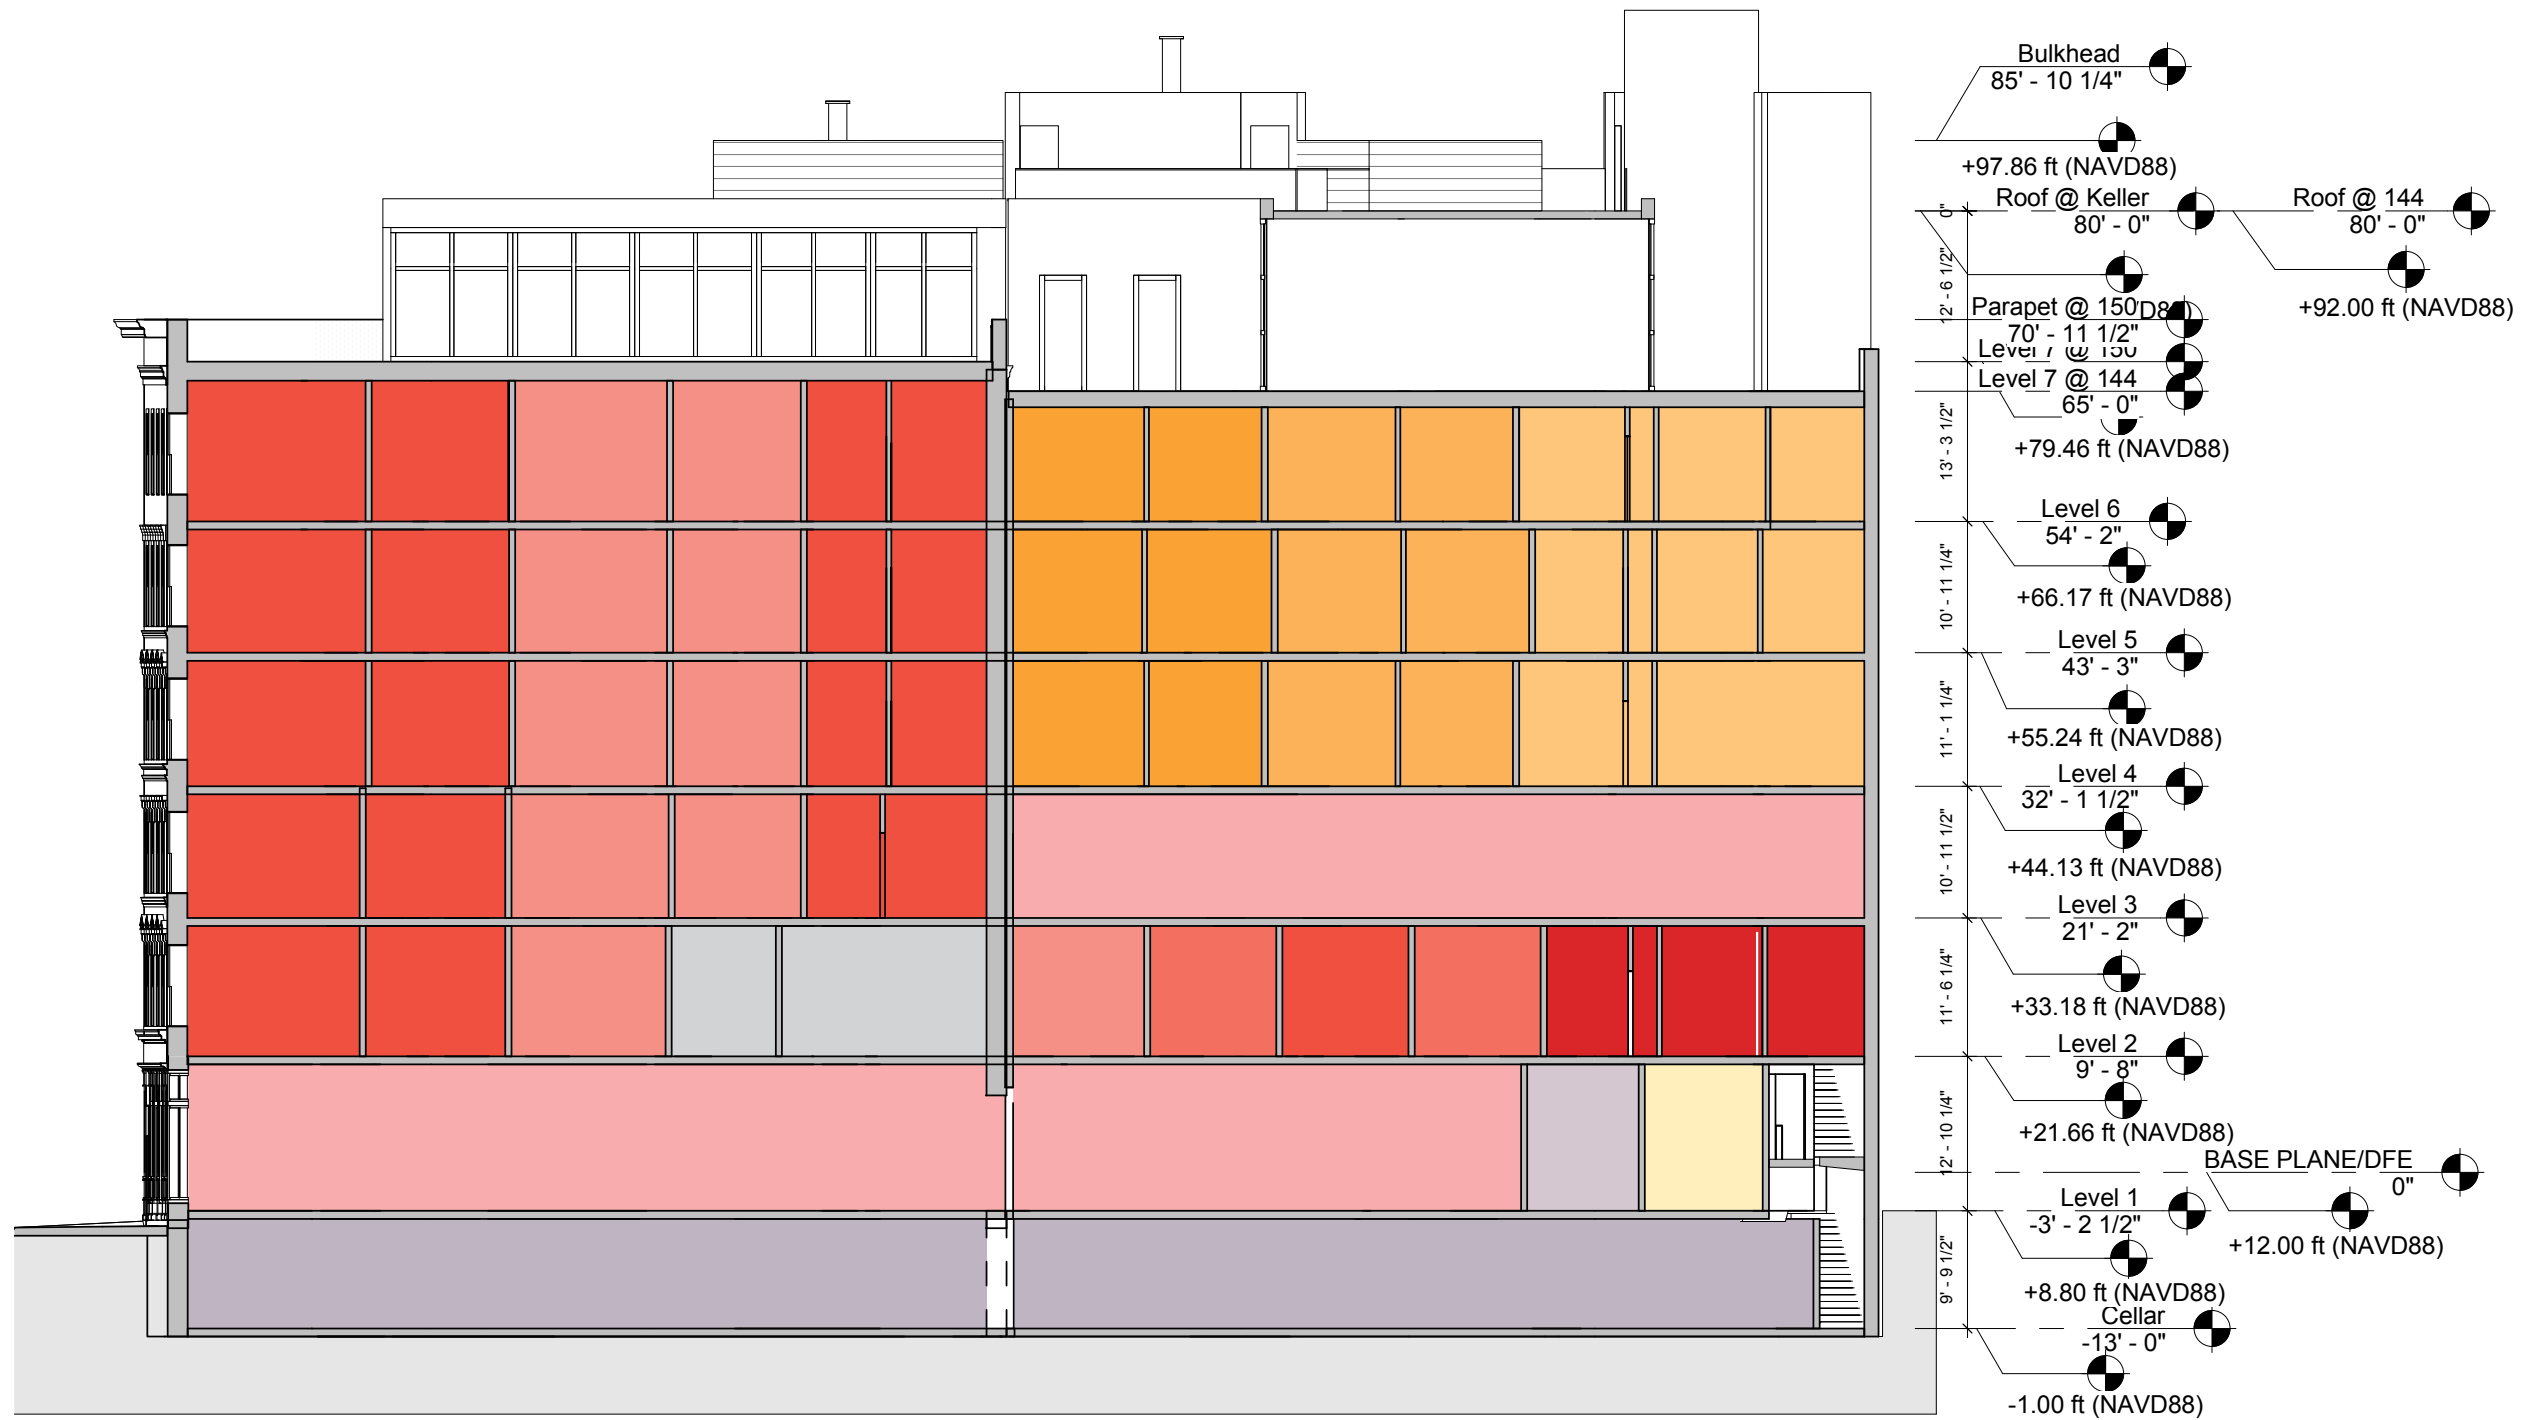 Bulkhead
85' - 10 1/4"
+97.86 ft (NAVD88)
Roof @ Keller
80' - 0"
Roof @ 144
80' - 0"
+92.00 ft (NAVD88)
0"
12' - 6 1/2"
Parapet @ 150
70' - 11 1/2"
Level 7 @ 150
Level 7 @ 144
65' - 0"
+79.46 ft (NAVD88)
13' - 3 1/2"
Level 6
54' - 2"
+66.17 ft (NAVD88)
10' - 11 1/4"
Level 5
43' - 3"
+55.24 ft (NAVD88)
11' - 1 1/4"
Level 4
32' - 1 1/2"
+44.13 ft (NAVD88)
10' - 11 1/2"
Level 3
21' - 2"
+33.18 ft (NAVD88)
11' - 6 1/4"
Level 2
9' - 8"
+21.66 ft (NAVD88)
12' - 10 1/4"
BASE PLANE/DFE
0"
+12.00 ft (NAVD88)
Level 1
-3' - 2 1/2"
+8.80 ft (NAVD88)
9' - 9 1/2"
Cellar
-13' - 0"
-1.00 ft (NAVD88)